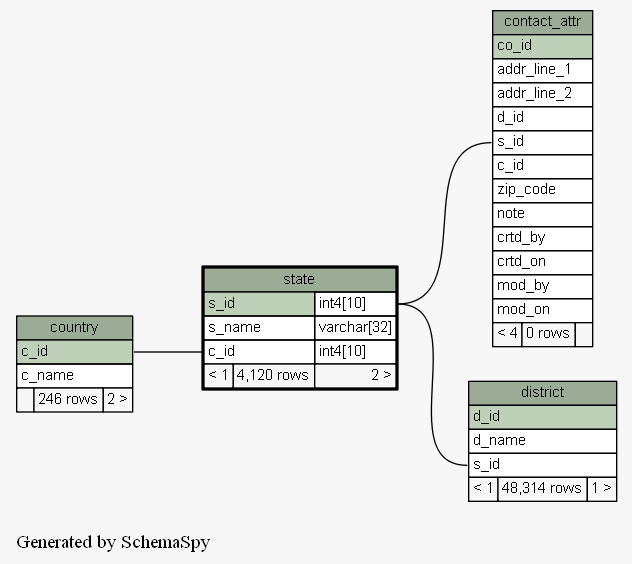 contact_attr
co_id
addr_line_1
addr_line_2
d_id
s_id
c_id
zip_code
note
crtd_by
crtd_on
mod_by
mod_on
< 4 0 rows
state
s_id int4[10]
s_name varchar[32]
c_id int4[10]
< 1 4,120 rows 2 >
country
c_id
c_name
246 rows 2 >
district
d_id
d_name
s_id
< 1 48,314 rows 1 >
Generated by SchemaSpy